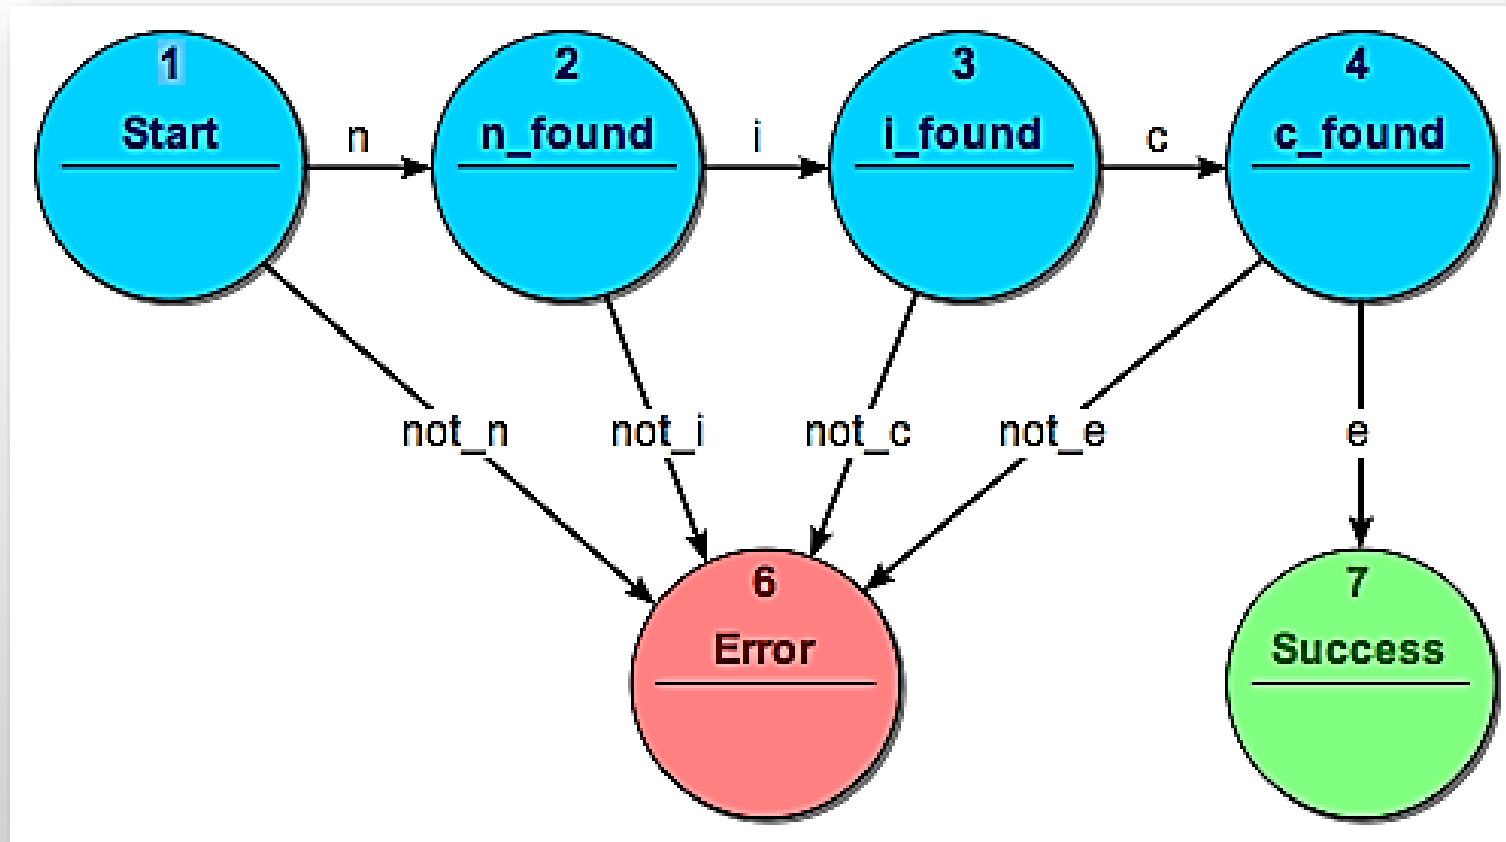 1
Start
n
2
n_found
i
3
i_found
c
4
c_found
not_n
not_i
not_c
not_e
e
6
Error
7
Success